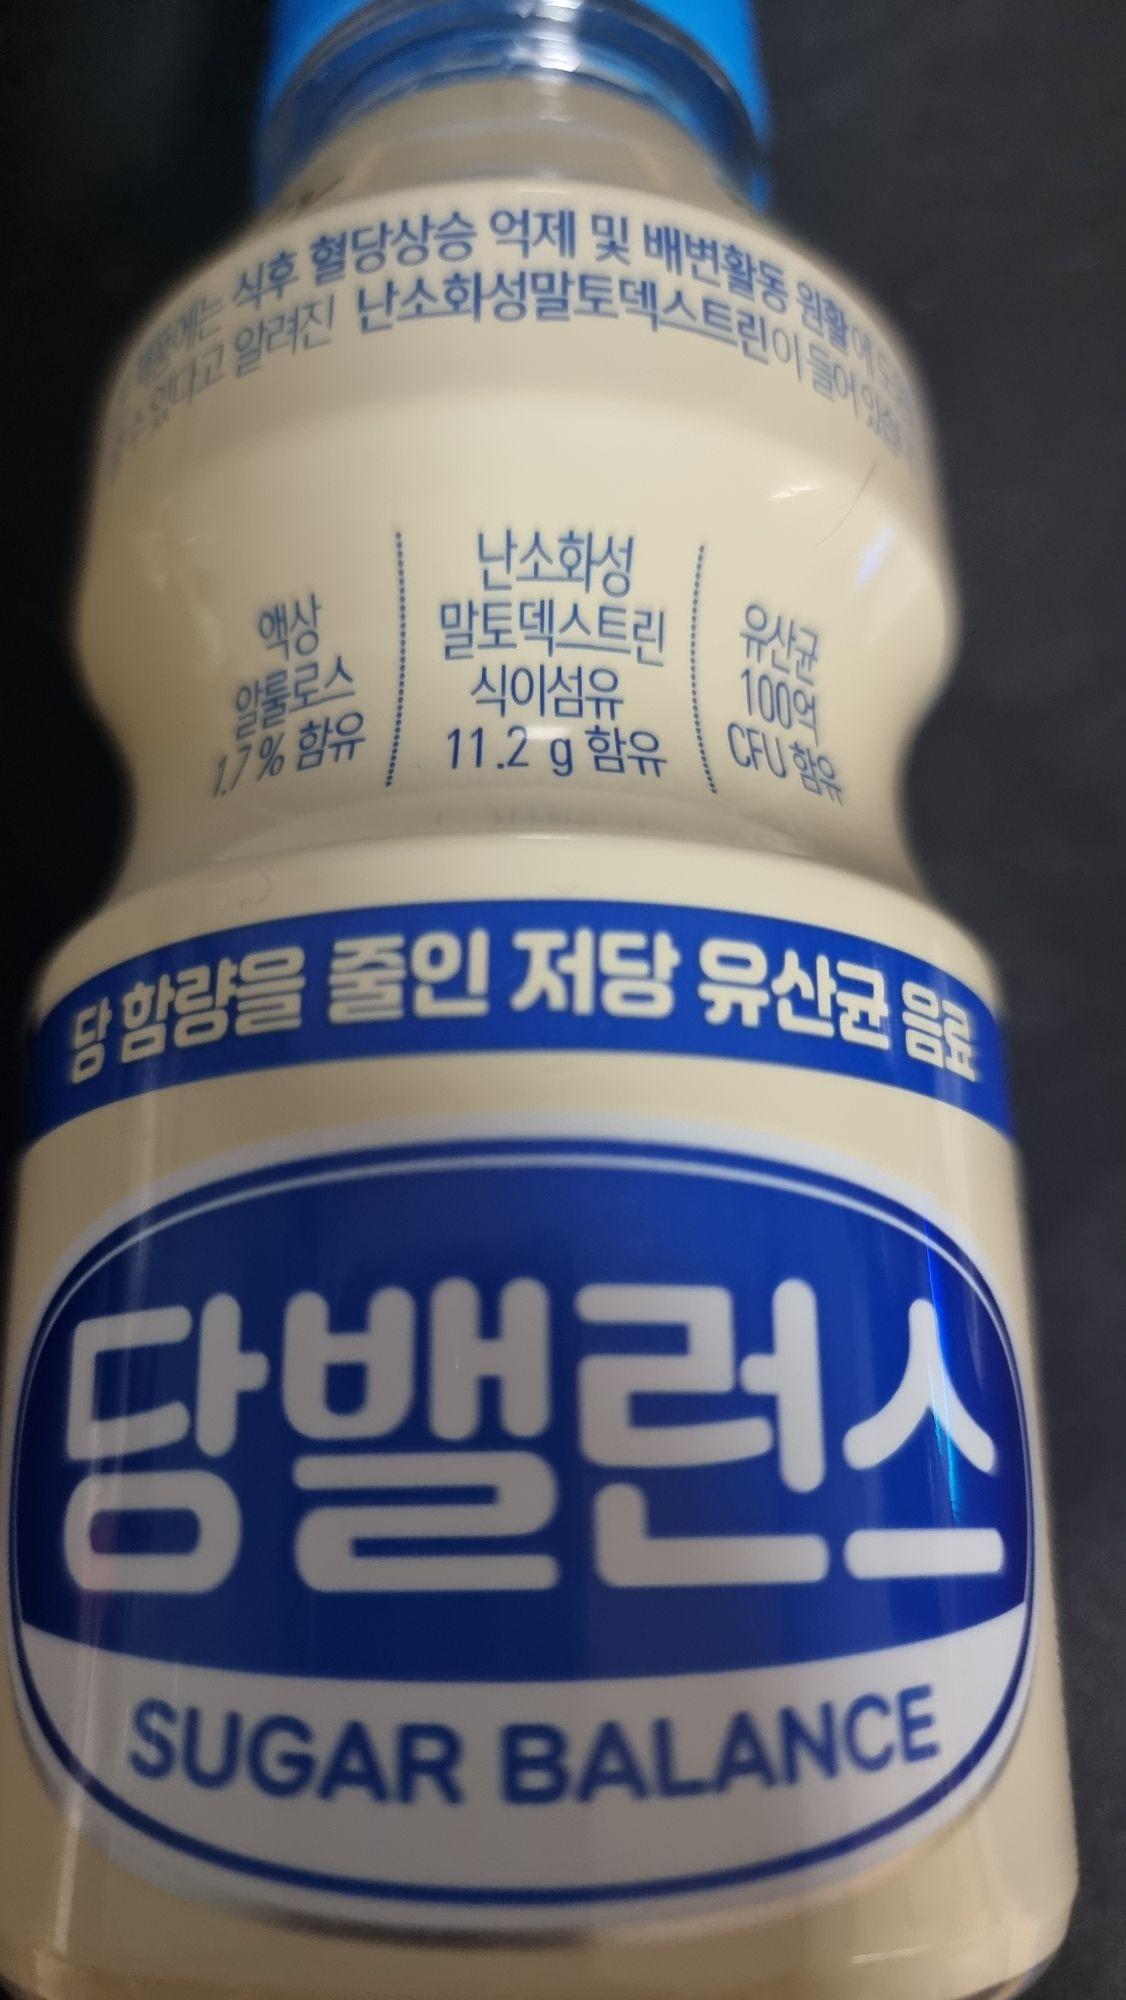 식후 혈당상승 억제 및 배변활동 원활에
있다고 알려진 난소화성말토덱스트린이 들어
액상
알룰로스
1.7% 함유
난소화성
말토덱스트린
식이섬유
11.2 g 함유
유산균
100억
CFU 함유
당 함량을 줄인 저당 유산균 음료
당밸런스
SUGAR BALANCE